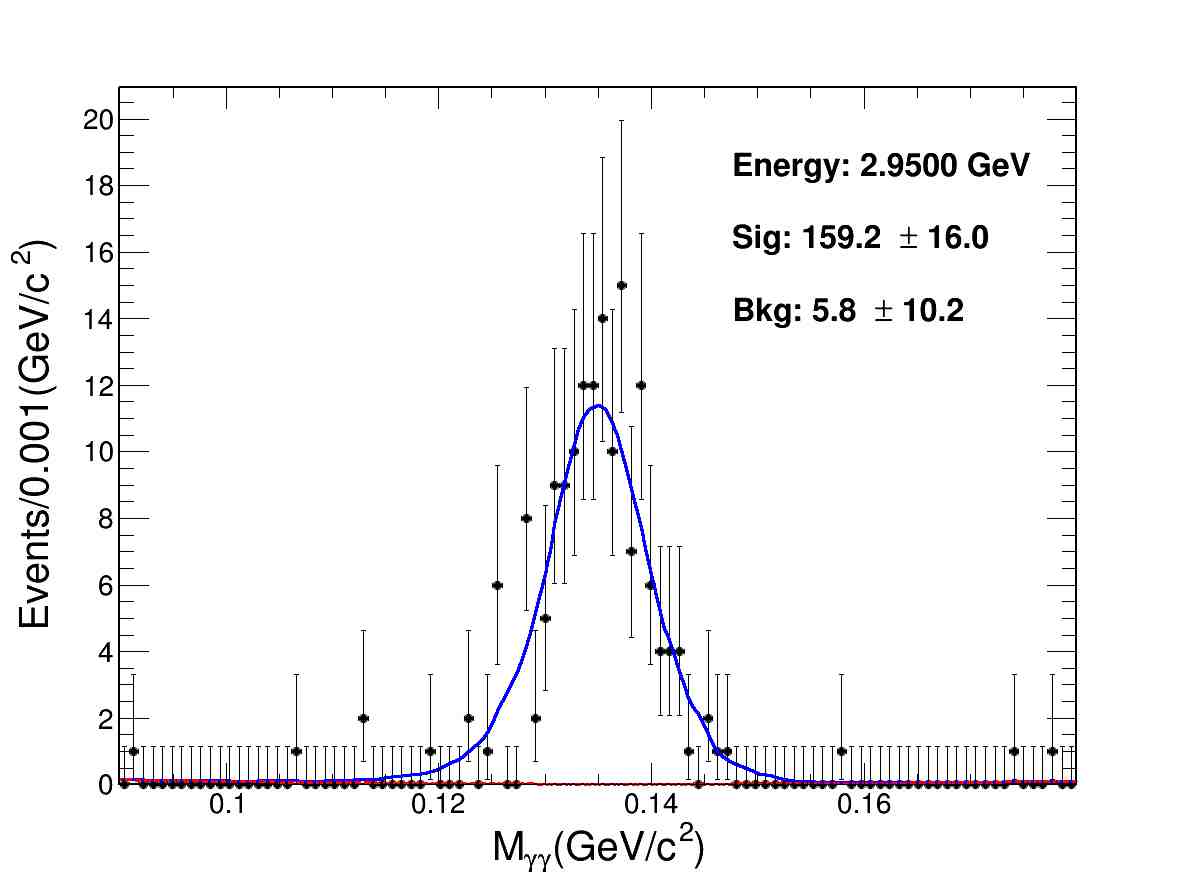 Energy: 2.9500 GeV
Sig: 159.2 ± 16.0
Bkg: 5.8 ± 10.2
Events/0.001(GeV/c²)
20
18
16
14
12
10
8
6
4
2
0
0.1 0.12 0.14 0.16
Mγγ(GeV/c²)